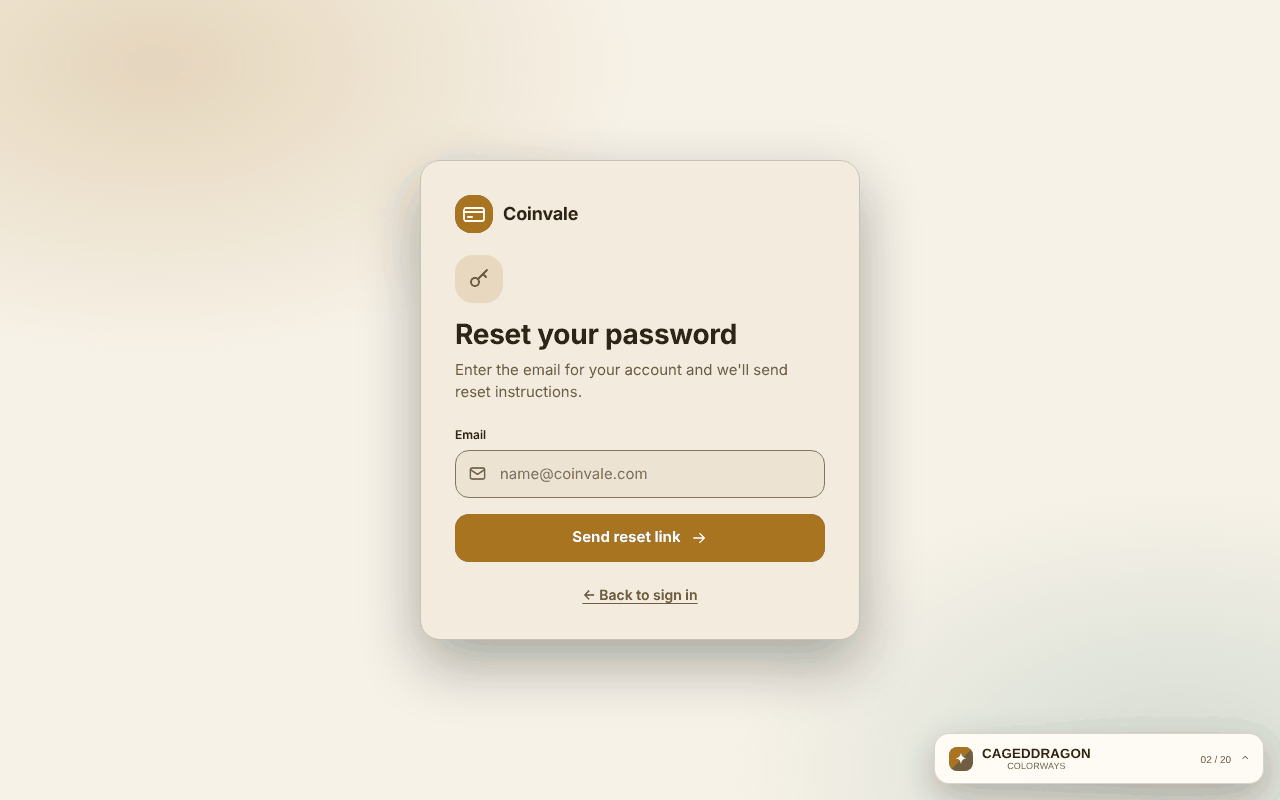 Coinvale
Reset your password
Enter the email for your account and we'll send
reset instructions.
Email
name@coinvale.com
Send reset link →
← Back to sign in
CAGEDDRAGON
COLORWAYS
02 / 20